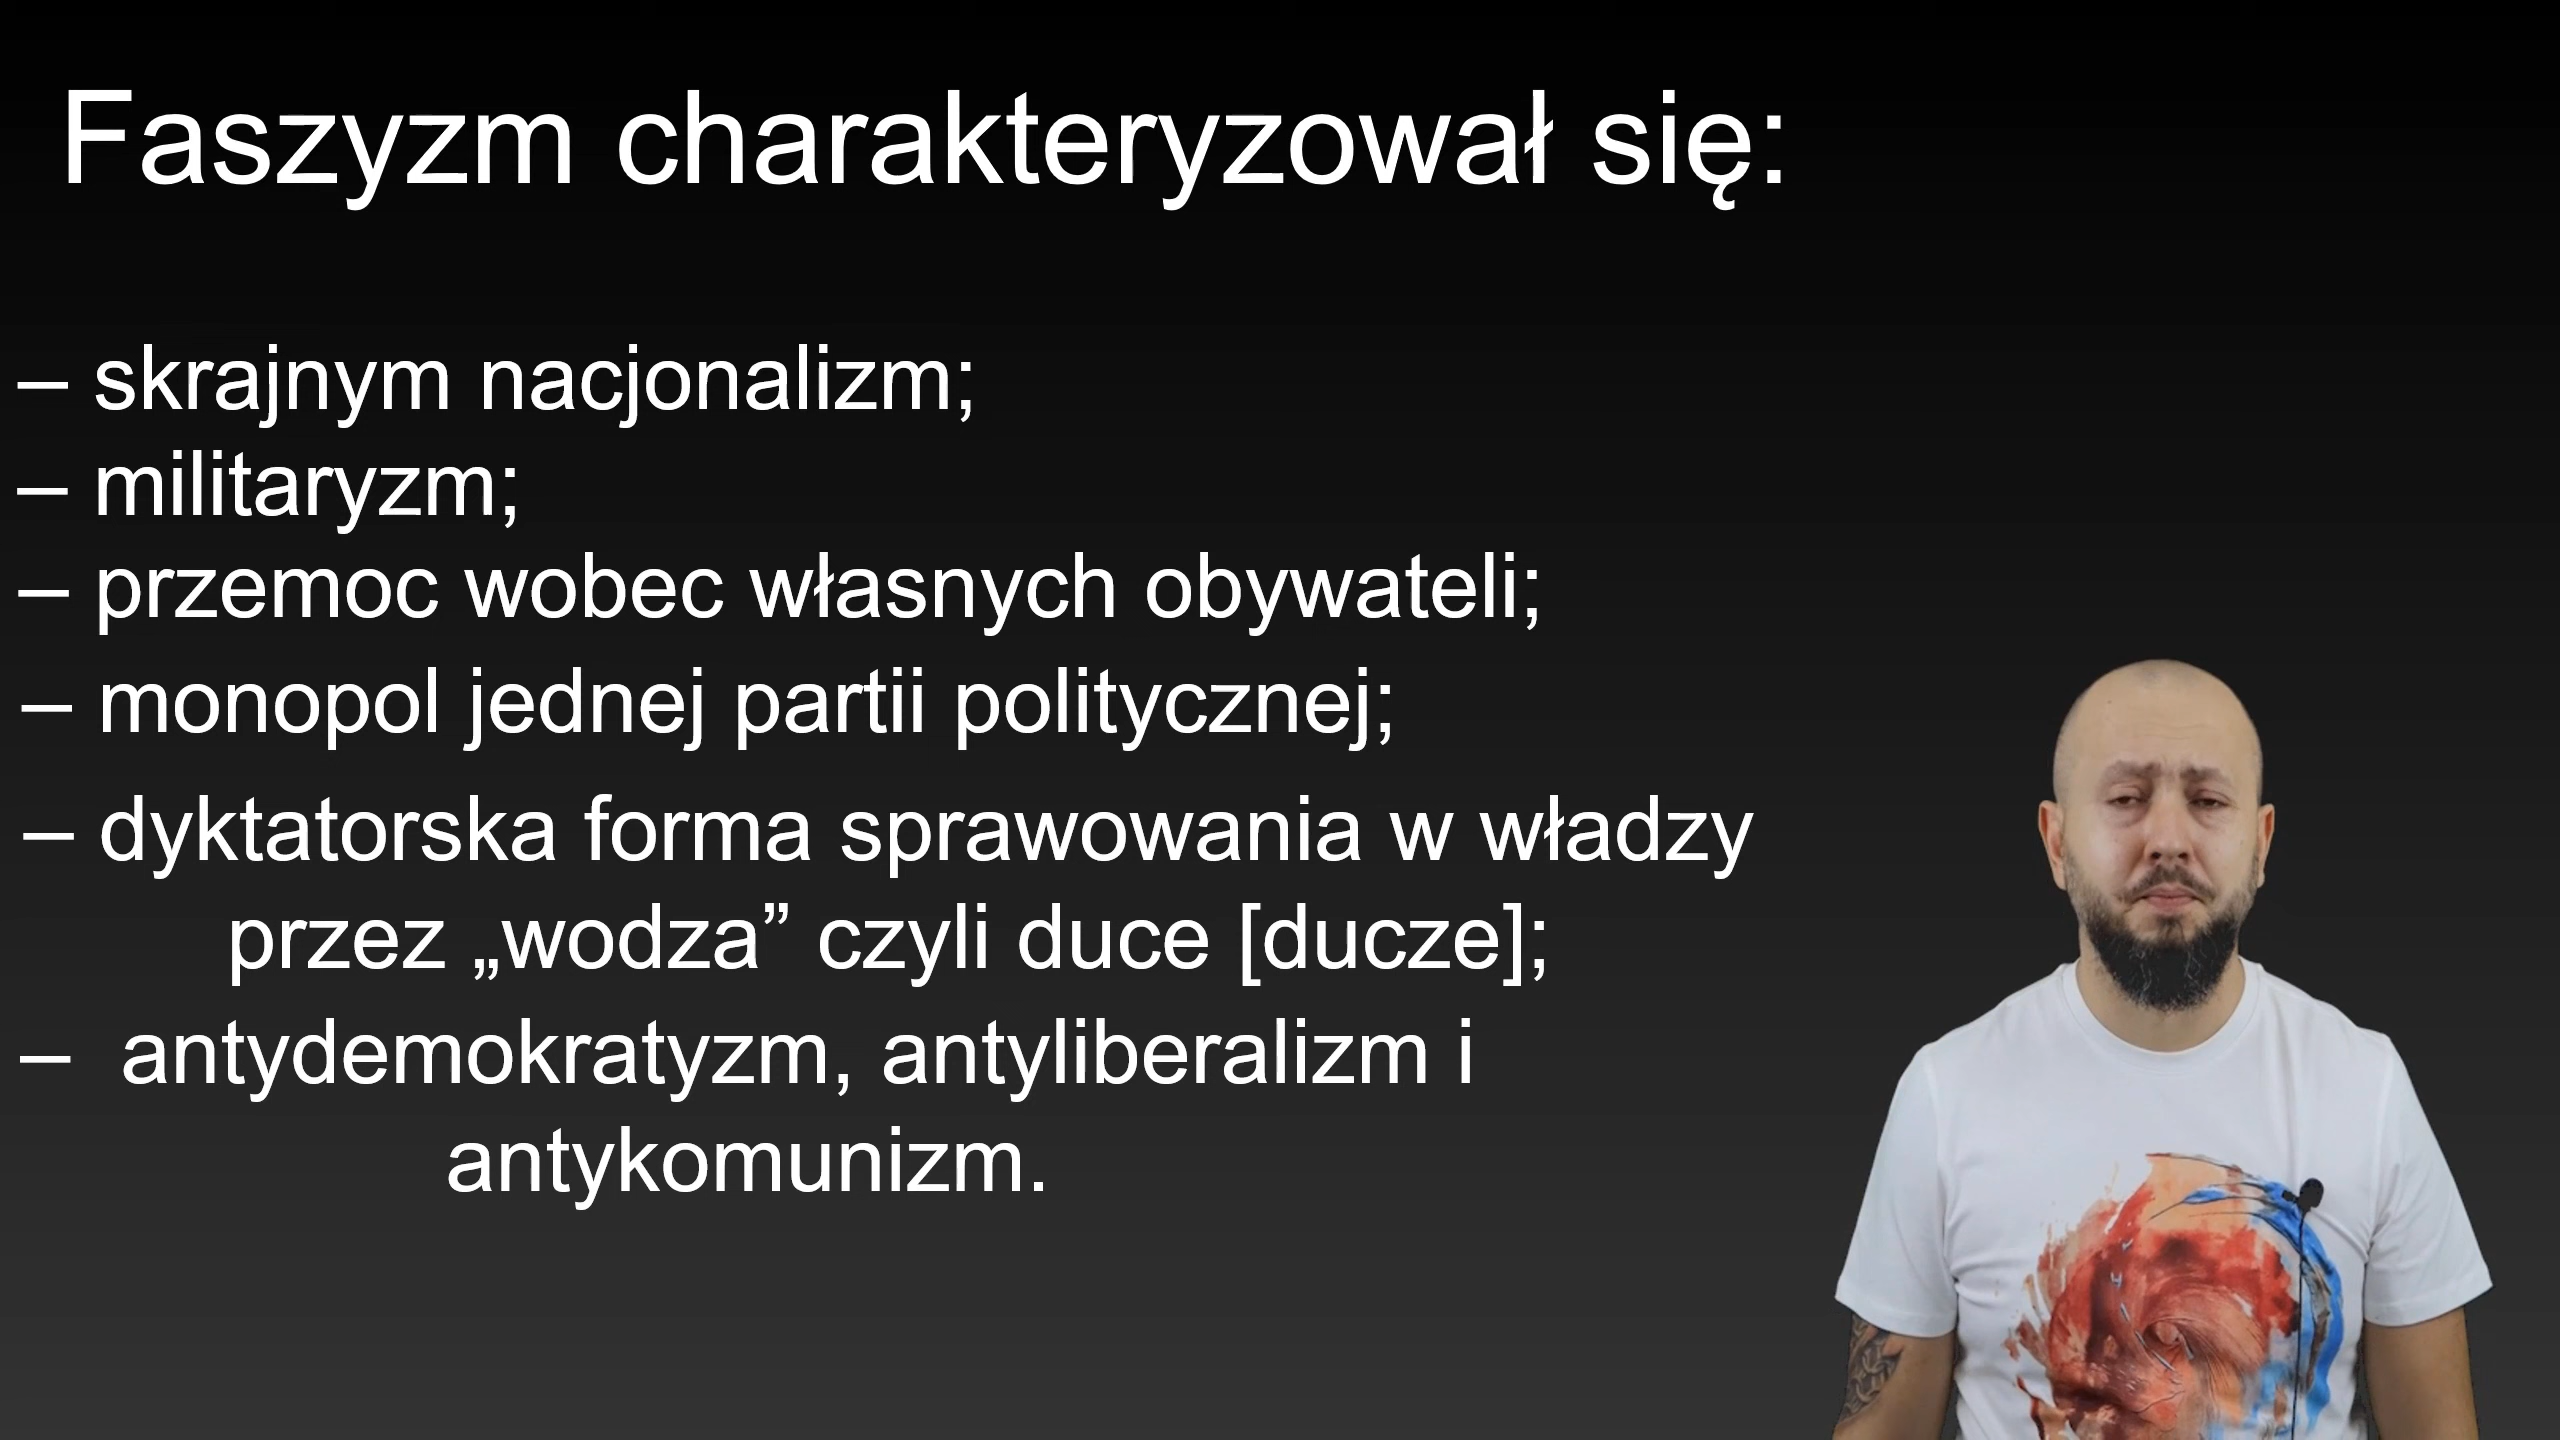 Faszyzm charakteryzował się:
– skrajnym nacjonalizm;
– militaryzm;
– przemoc wobec własnych obywateli;
– monopol jednej partii politycznej;
– dyktatorska forma sprawowania w władzy
przez „wodza” czyli duce [ducze];
– antydemokratyzm, antyliberalizm i
antykomunizm.